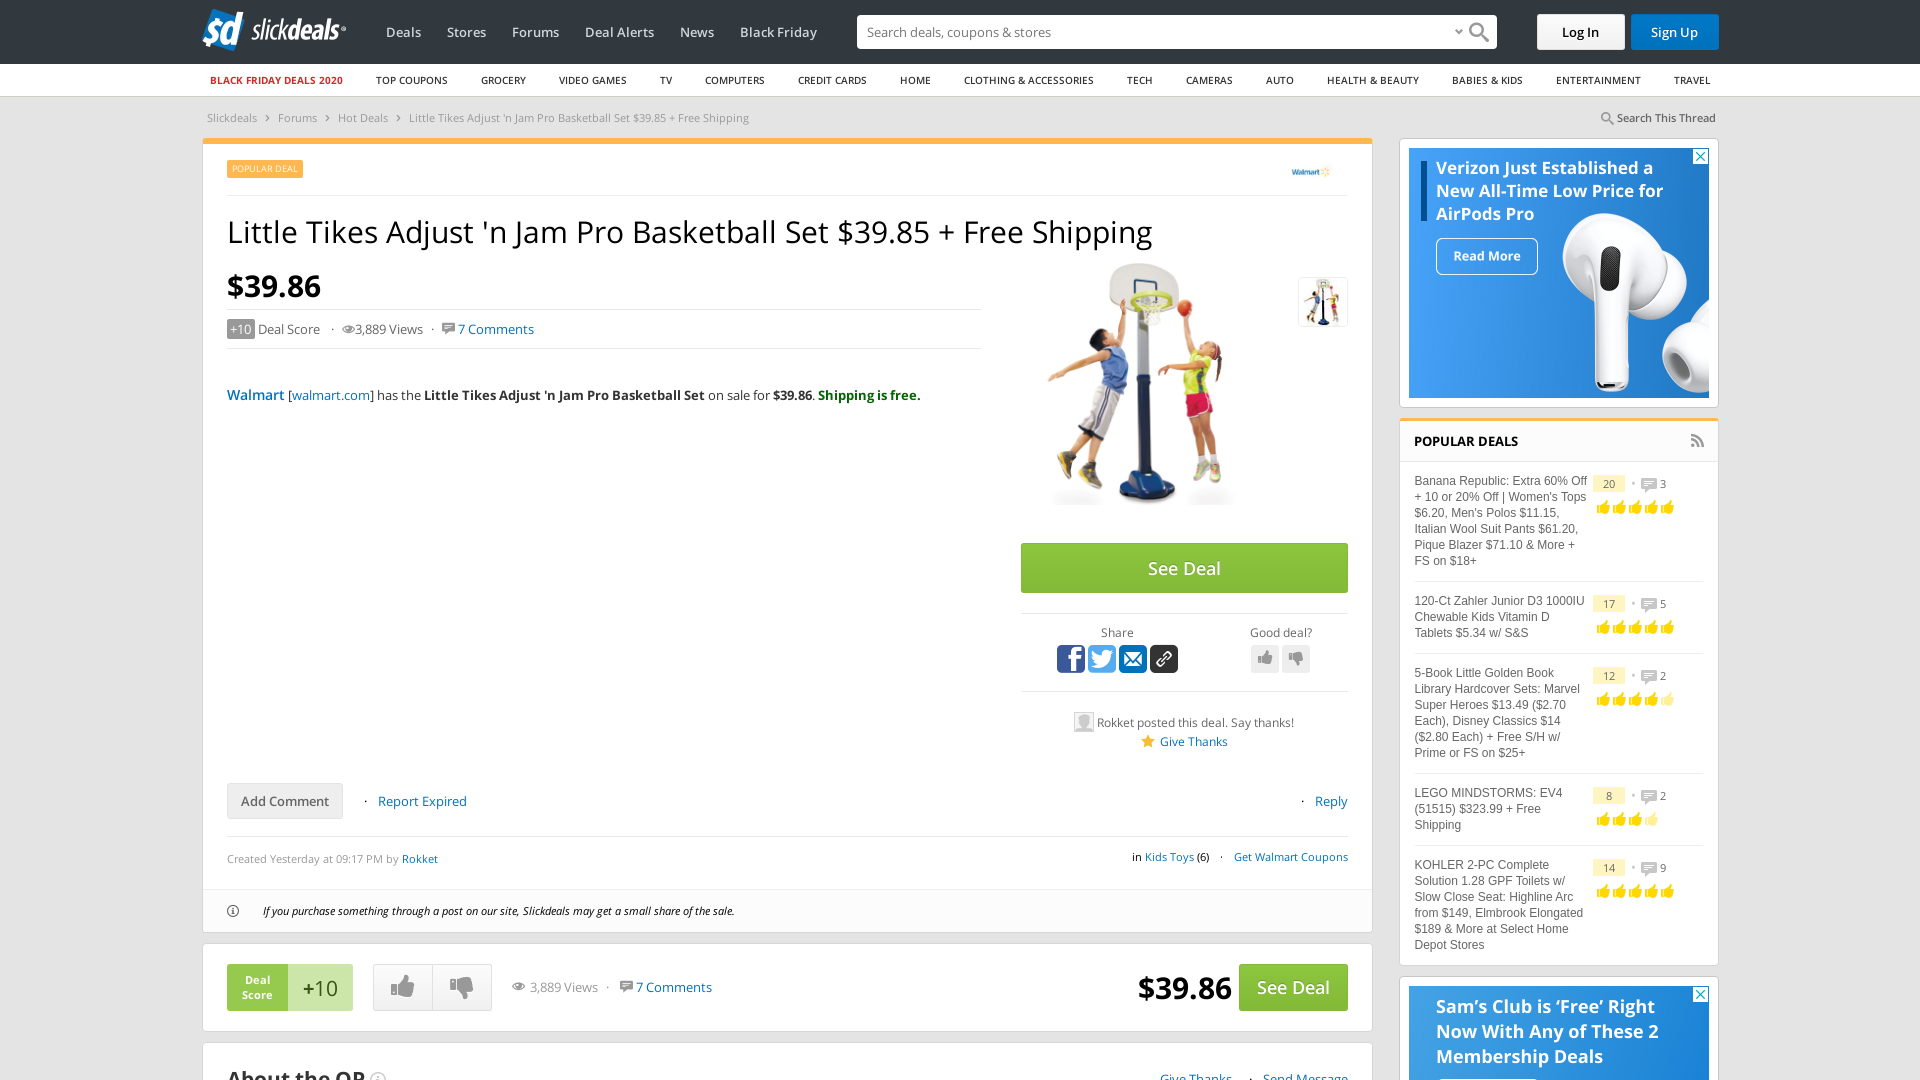 sd slickdeals
Deals
Stores
Forums
Deal Alerts
News
Black Friday
Search deals, coupons & screenshots
Log In
Sign Up
BLACK FRIDAY DEALS 2020
TOP COUPONS
GROCERY
VIDEO GAMES
TV
COMPUTERS
CREDIT CARDS
HOME
CLOTHING & ACCESSORIES
TECH
CAMERAS
AUTO
HEALTH & BEAUTY
BABIES & KIDS
ENTERTAINMENT
TRAVEL
Slickdeals › Forums › Hot Deals › Little Tikes Adjust 'n Jam Pro Basketball Set $39.85 + Free Shipping
Search This Thread
POPULAR DEAL
Walmart
Little Tikes Adjust 'n Jam Pro Basketball Set $39.85 + Free Shipping
$39.86
+10 Deal Score · 3,889 Views · 7 Comments
Walmart [walmart.com] has the Little Tikes Adjust 'n Jam Pro Basketball Set on sale for $39.86. Shipping is free.
See Deal
Share
Good deal?
Rokket posted this deal. Say thanks!
Give Thanks
Add Comment
· Report Expired
· Reply
Created Yesterday at 09:17 PM by Rokket
in Kids Toys (6) · Get Walmart Coupons
If you purchase something through a post on our site, Slickdeals may get a small share of the sale.
Deal
Score
+10
3,889 Views · 7 Comments
$39.86
See Deal
About the OP
Give Thanks · Send Message
Verizon Just Established a
New All-Time Low Price for
AirPods Pro
Read More
POPULAR DEALS
Banana Republic: Extra 60% Off
+ 10 or 20% Off | Women's Tops
$6.20, Men's Polos $11.15,
Italian Wool Suit Pants $61.20,
Pique Blazer $71.10 & More +
FS on $18+
20 · 3
120-Ct Zahler Junior D3 1000IU
Chewable Kids Vitamin D
Tablets $5.34 w/ S&S
17 · 5
5-Book Little Golden Book
Library Hardcover Sets: Marvel
Super Heroes $13.49 ($2.70
Each), Disney Classics $14
($2.80 Each) + Free S/H w/
Prime or FS on $25+
12 · 2
LEGO MINDSTORMS: EV4
(51515) $323.99 + Free
Shipping
8 · 2
KOHLER 2-PC Complete
Solution 1.28 GPF Toilets w/
Slow Close Seat: Highline Arc
from $149, Elmbrook Elongated
$189 & More at Select Home
Depot Stores
14 · 9
Sam's Club is ‘Free’ Right
Now With Any of These 2
Membership Deals